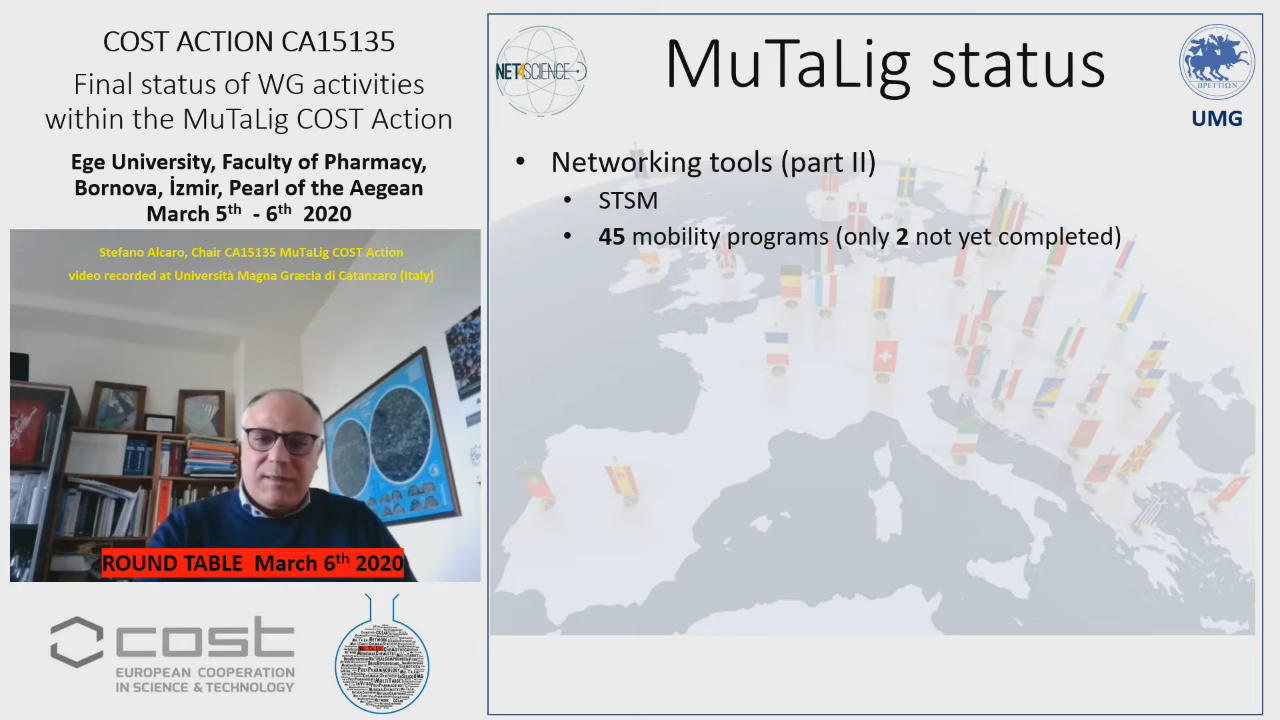 COST ACTION CA15135
Final status of WG activities
within the MuTaLig COST Action
Ege University, Faculty of Pharmacy,
Bornova, İzmir, Pearl of the Aegean
March 5th - 6th 2020
Stefano Alcaro, Chair CA15135 MuTaLig COST Action
video recorded at Università Magna Græcia di Catanzaro (Italy)
ROUND TABLE March 6th 2020
cost
EUROPEAN COOPERATION
IN SCIENCE & TECHNOLOGY
NET4SCIENCE
MuTaLig status
ΒΡΕΤΤΙΩΝ
UMG
• Networking tools (part II)
• STSM
• 45 mobility programs (only 2 not yet completed)